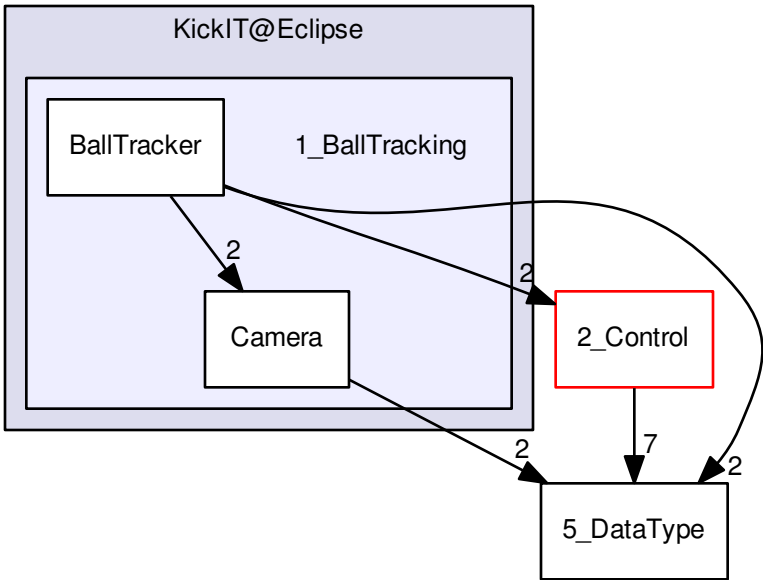 KickIT@Eclipse
BallTracker
1_BallTracking
2
2
Camera
2_Control
2
7
2
5_DataType